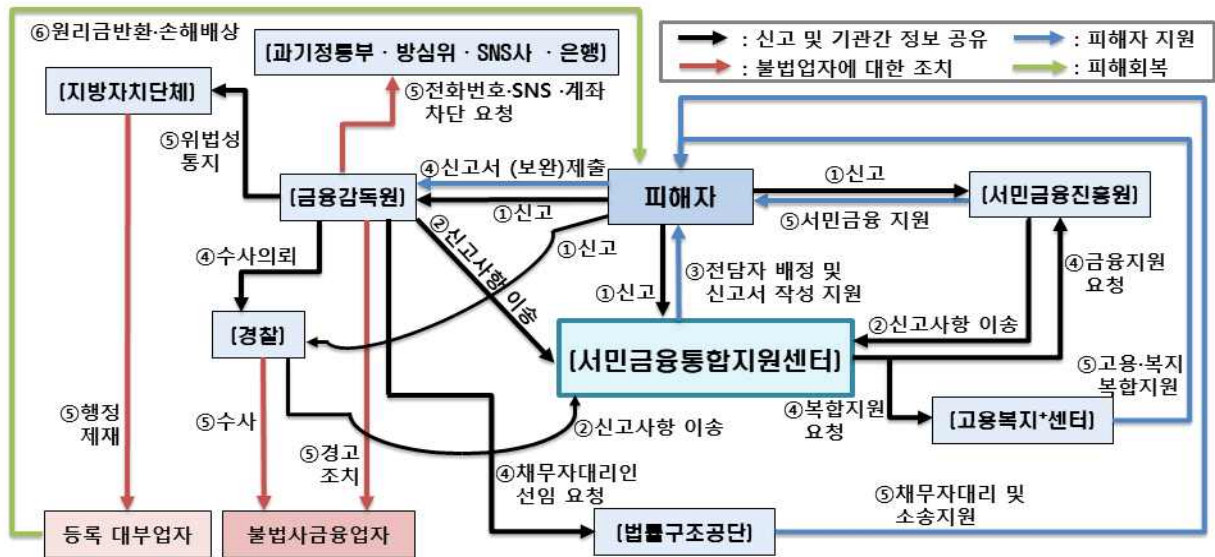 ⑥원리금반환·손해배상
(과기정통부·방심위·SNS사·은행)
: 신고 및 기관간 정보 공유
: 피해자 지원
: 불법업자에 대한 조치
: 피해회복
(지방자치단체)
⑤전화번호·SNS·계좌
차단 요청
⑤위법성
통지
④신고서 (보완)제출
①신고
(금융감독원)
①신고
피해자
⑤서민금융 지원
(서민금융진흥원)
④수사의뢰
②신고사항 이송
①신고
①신고
③전담자 배정 및
신고서 작성 지원
④금융지원
요청
(경찰)
②신고사항 이송
(서민금융통합지원센터)
⑤고용·복지
복합지원
⑤행정
제재
⑤수사
⑤경고
조치
②신고사항 이송
④복합지원
요청
(고용복지⁺센터)
④채무자대리인
선임 요청
⑤채무자대리 및
소송지원
등록 대부업자
불법사금융업자
(법률구조공단)